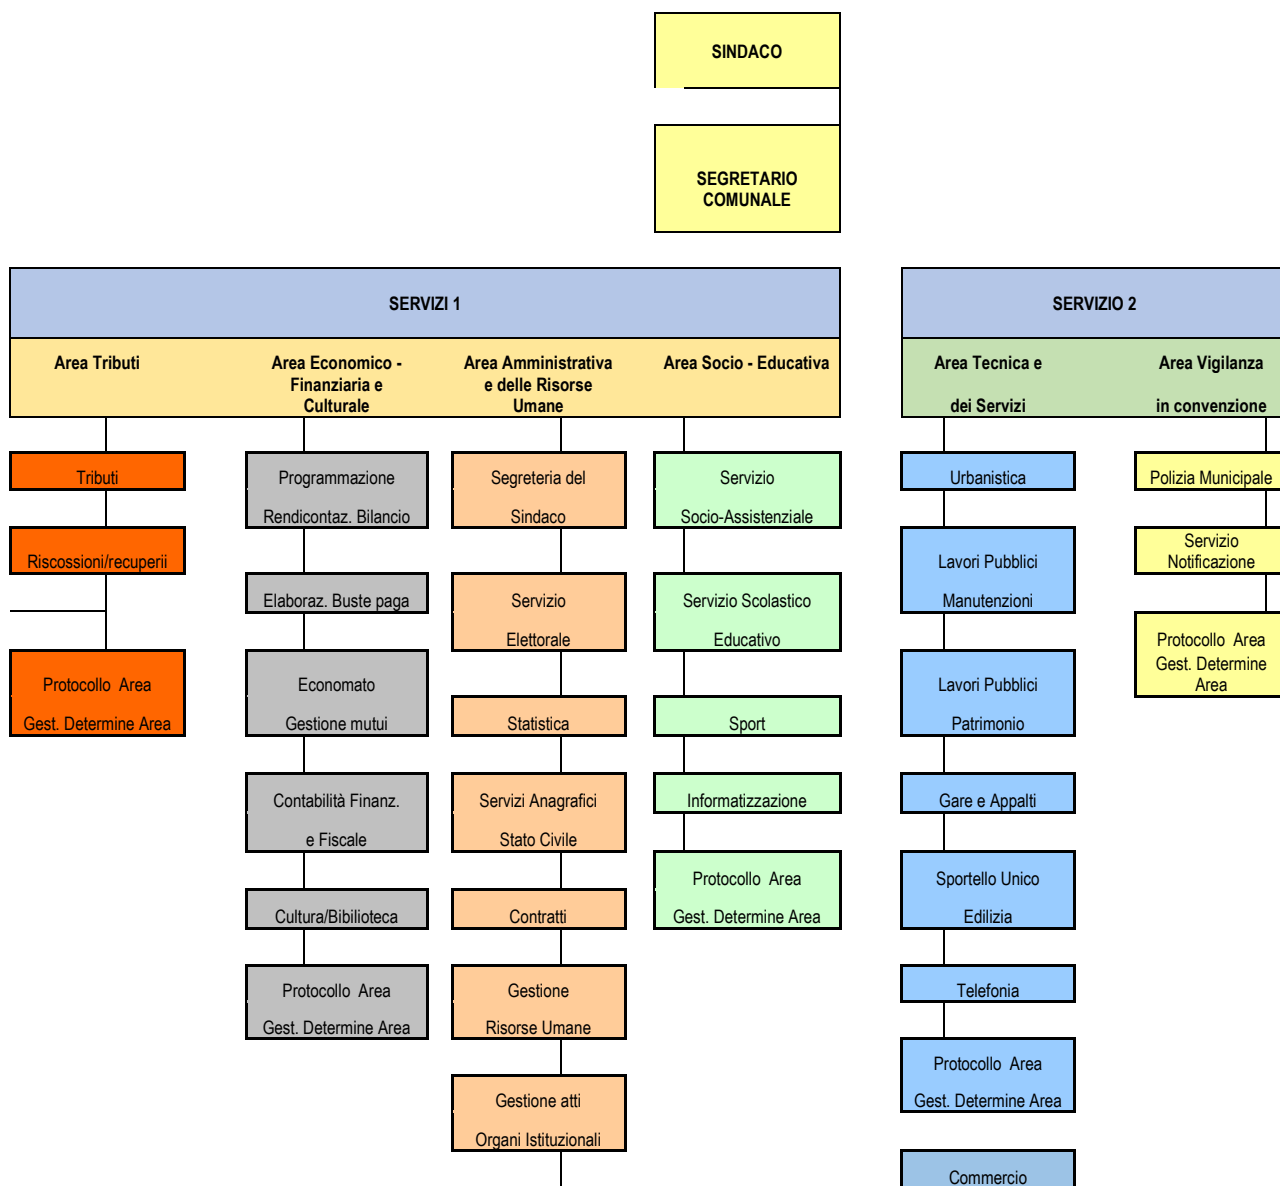 SINDACO
SEGRETARIO
COMUNALE
SERVIZI 1
Area Tributi
Area Economico -
Finanziaria e
Culturale
Area Amministrativa
e delle Risorse
Umane
Area Socio - Educativa
Tributi
Riscossioni/recuperii
Protocollo Area
Gest. Determine Area
Programmazione
Rendicontaz. Bilancio
Elaboraz. Buste paga
Economato
Gestione mutui
Contabilità Finanz.
e Fiscale
Cultura/Biblioteca
Protocollo Area
Gest. Determine Area
Segreteria del
Sindaco
Servizio
Elettorale
Statistica
Servizi Anagrafici
Stato Civile
Contratti
Gestione
Risorse Umane
Gestione atti
Organi Istituzionali
Servizio
Socio-Assistenziale
Servizio Scolastico
Educativo
Sport
Informatizzazione
Protocollo Area
Gest. Determine Area
SERVIZIO 2
Area Tecnica e
dei Servizi
Area Vigilanza
in convenzione
Urbanistica
Lavori Pubblici
Manutenzioni
Lavori Pubblici
Patrimonio
Gare e Appalti
Sportello Unico
Edilizia
Telefonia
Protocollo Area
Gest. Determine Area
Commercio
Polizia Municipale
Servizio
Notificazione
Protocollo Area
Gest. Determine
Area